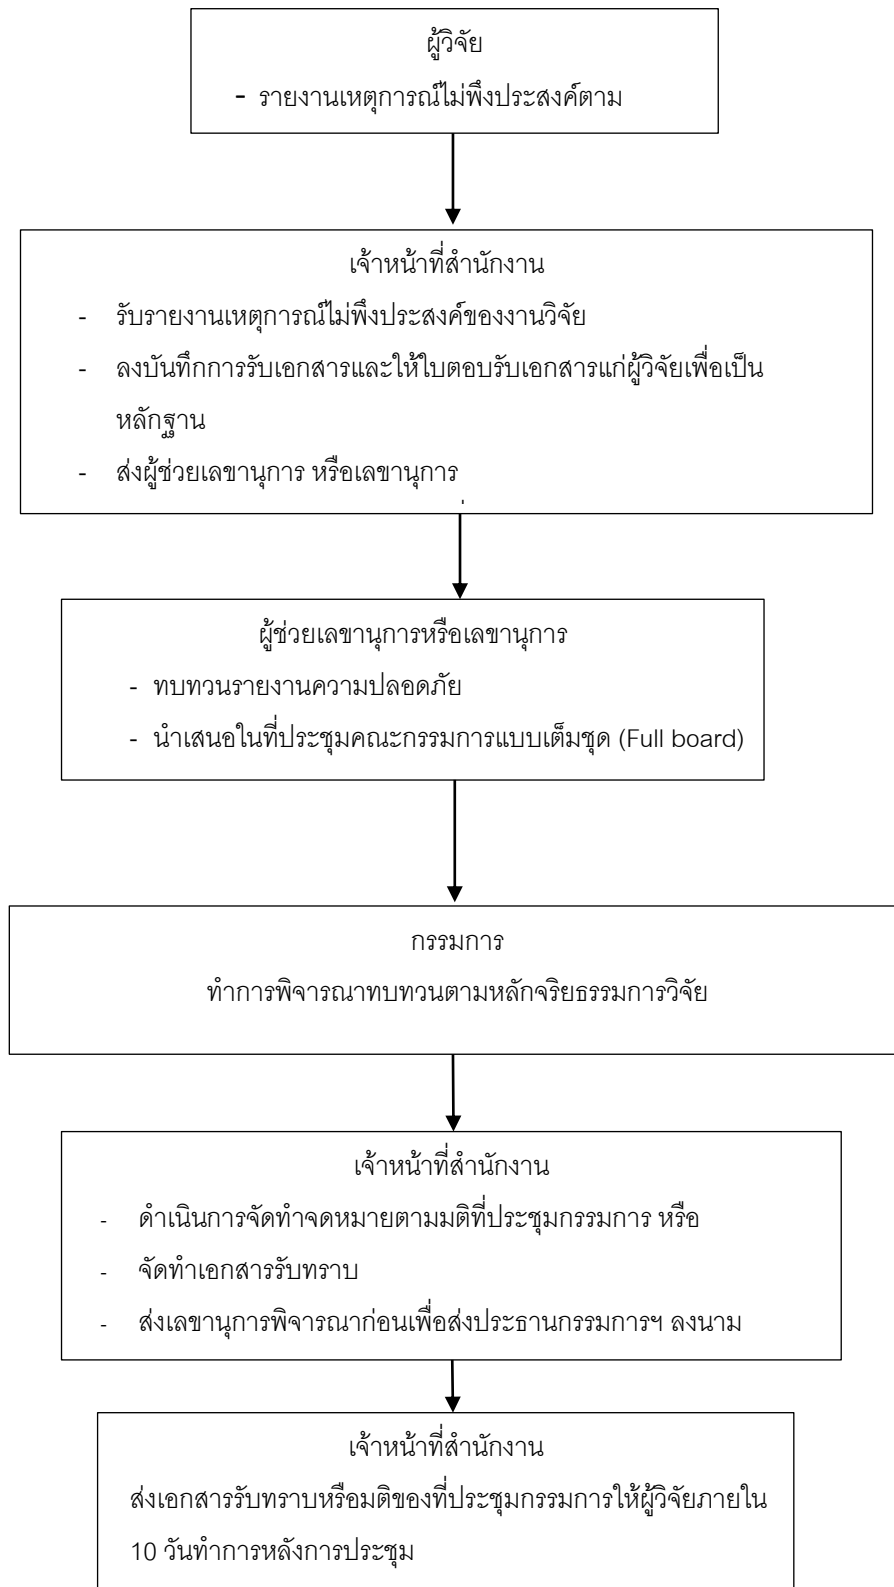 ผู้วิจัย
- รายงานเหตุการณ์ไม่พึงประสงค์ตาม
เจ้าหน้าที่สำนักงาน
- รับรายงานเหตุการณ์ไม่พึงประสงค์ของงานวิจัย
- ลงบันทึกการรับเอกสารและให้ใบตอบรับเอกสารแก่ผู้วิจัยเพื่อเป็น
หลักฐาน
- ส่งผู้ช่วยเลขานุการ หรือเลขานุการ
ผู้ช่วยเลขานุการหรือเลขานุการ
- ทบทวนรายงานความปลอดภัย
- นำเสนอในที่ประชุมคณะกรรมการแบบเต็มชุด (Full board)
กรรมการ
ทำการพิจารณาทบทวนตามหลักจริยธรรมการวิจัย
เจ้าหน้าที่สำนักงาน
- ดำเนินการจัดทำจดหมายตามมติที่ประชุมกรรมการ หรือ
- จัดทำเอกสารรับทราบ
- ส่งเลขานุการพิจารณาก่อนเพื่อส่งประธานกรรมการฯ ลงนาม
เจ้าหน้าที่สำนักงาน
ส่งเอกสารรับทราบหรือมติของที่ประชุมกรรมการให้ผู้วิจัยภายใน
10 วันทำการหลังการประชุม